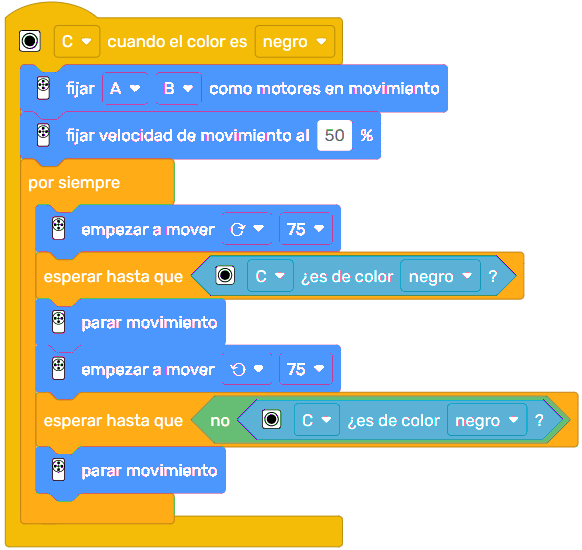 C cuando el color es negro
fijar A B como motores en movimiento
fijar velocidad de movimiento al 50 %
por siempre
empezar a mover 75
esperar hasta que C ¿es de color negro ?
parar movimiento
empezar a mover 75
esperar hasta que no C ¿es de color negro ?
parar movimiento